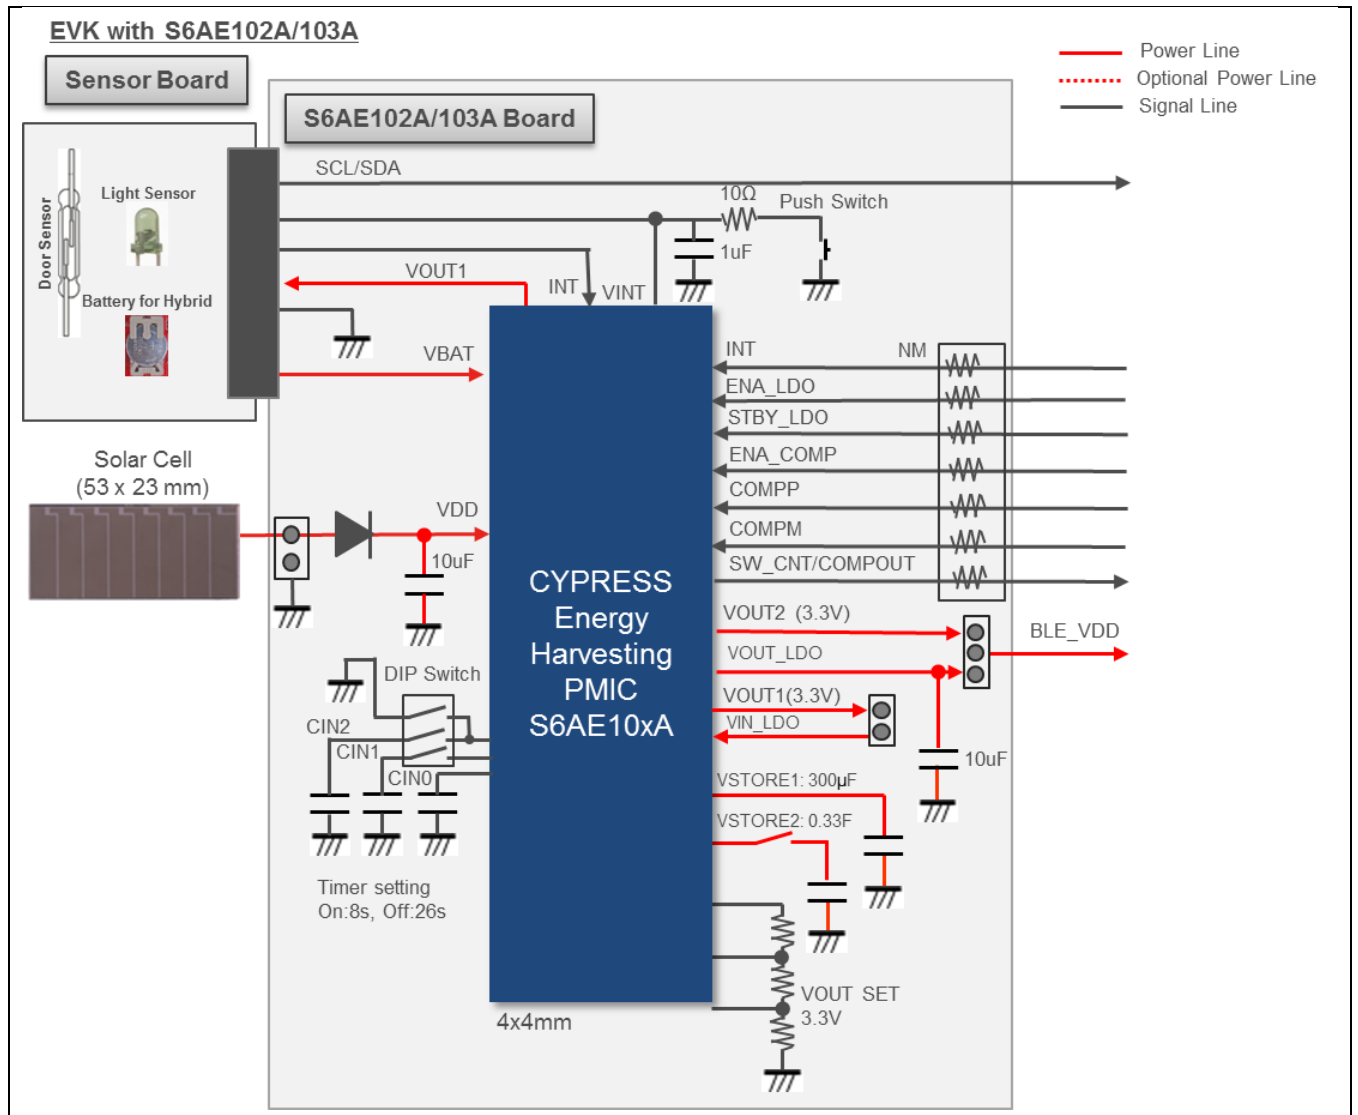 EVK with S6AE102A/103A
Power Line
Optional Power Line
Signal Line
Sensor Board
S6AE102A/103A Board
SCL/SDA
Light Sensor
Door Sensor
10Ω
Push Switch
1uF
VOUT1
INT
VINT
Battery for Hybrid
VBAT
INT
NM
ENA_LDO
STBY_LDO
ENA_COMP
COMPP
COMPM
SW_CNT/COMPOUT
Solar Cell
(53 x 23 mm)
VDD
10uF
CYPRESS
Energy
Harvesting
PMIC
S6AE10xA
VOUT2 (3.3V)
BLE_VDD
VOUT_LDO
VOUT1(3.3V)
VIN_LDO
10uF
DIP Switch
CIN2
CIN1
CIN0
VSTORE1: 300µF
VSTORE2: 0.33F
Timer setting
On:8s, Off:26s
VOUT SET
3.3V
4x4mm